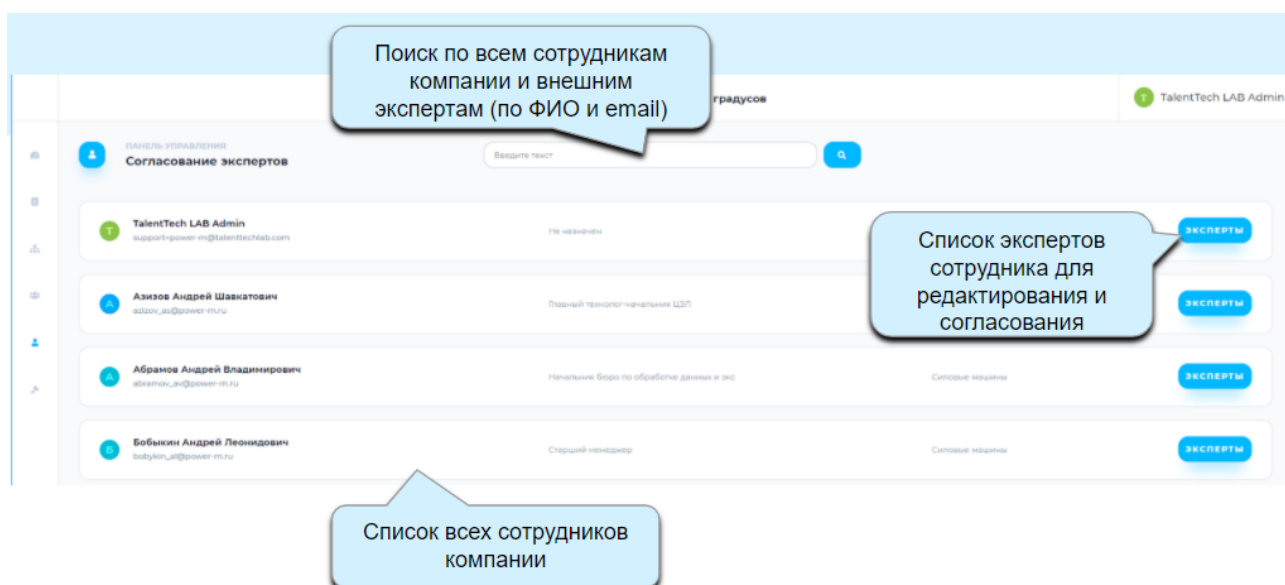 Поиск по всем сотрудникам
компании и внешним
экспертам (по ФИО и email)
градусов
T TalentTech LAB Admin
ПАНЕЛЬ УПРАВЛЕНИЯ
Согласование экспертов
Введите текст
T TalentTech LAB Admin
support+power-m@talenttechlab.com
Не назначен
ЭКСПЕРТЫ
Список экспертов
сотрудника для
редактирования и
согласования
А Азизов Андрей Шавкатович
azizov_as@power-m.ru
Главный технолог-начальник ЦЗЛ
ЭКСПЕРТЫ
А Абрамов Андрей Владимирович
abramov_av@power-m.ru
Начальник бюро по обработке данных и экс
Силовые машины
ЭКСПЕРТЫ
Б Бобыкин Андрей Леонидович
bobykin_al@power-m.ru
Старший менеджер
Силовые машины
ЭКСПЕРТЫ
Список всех сотрудников
компании